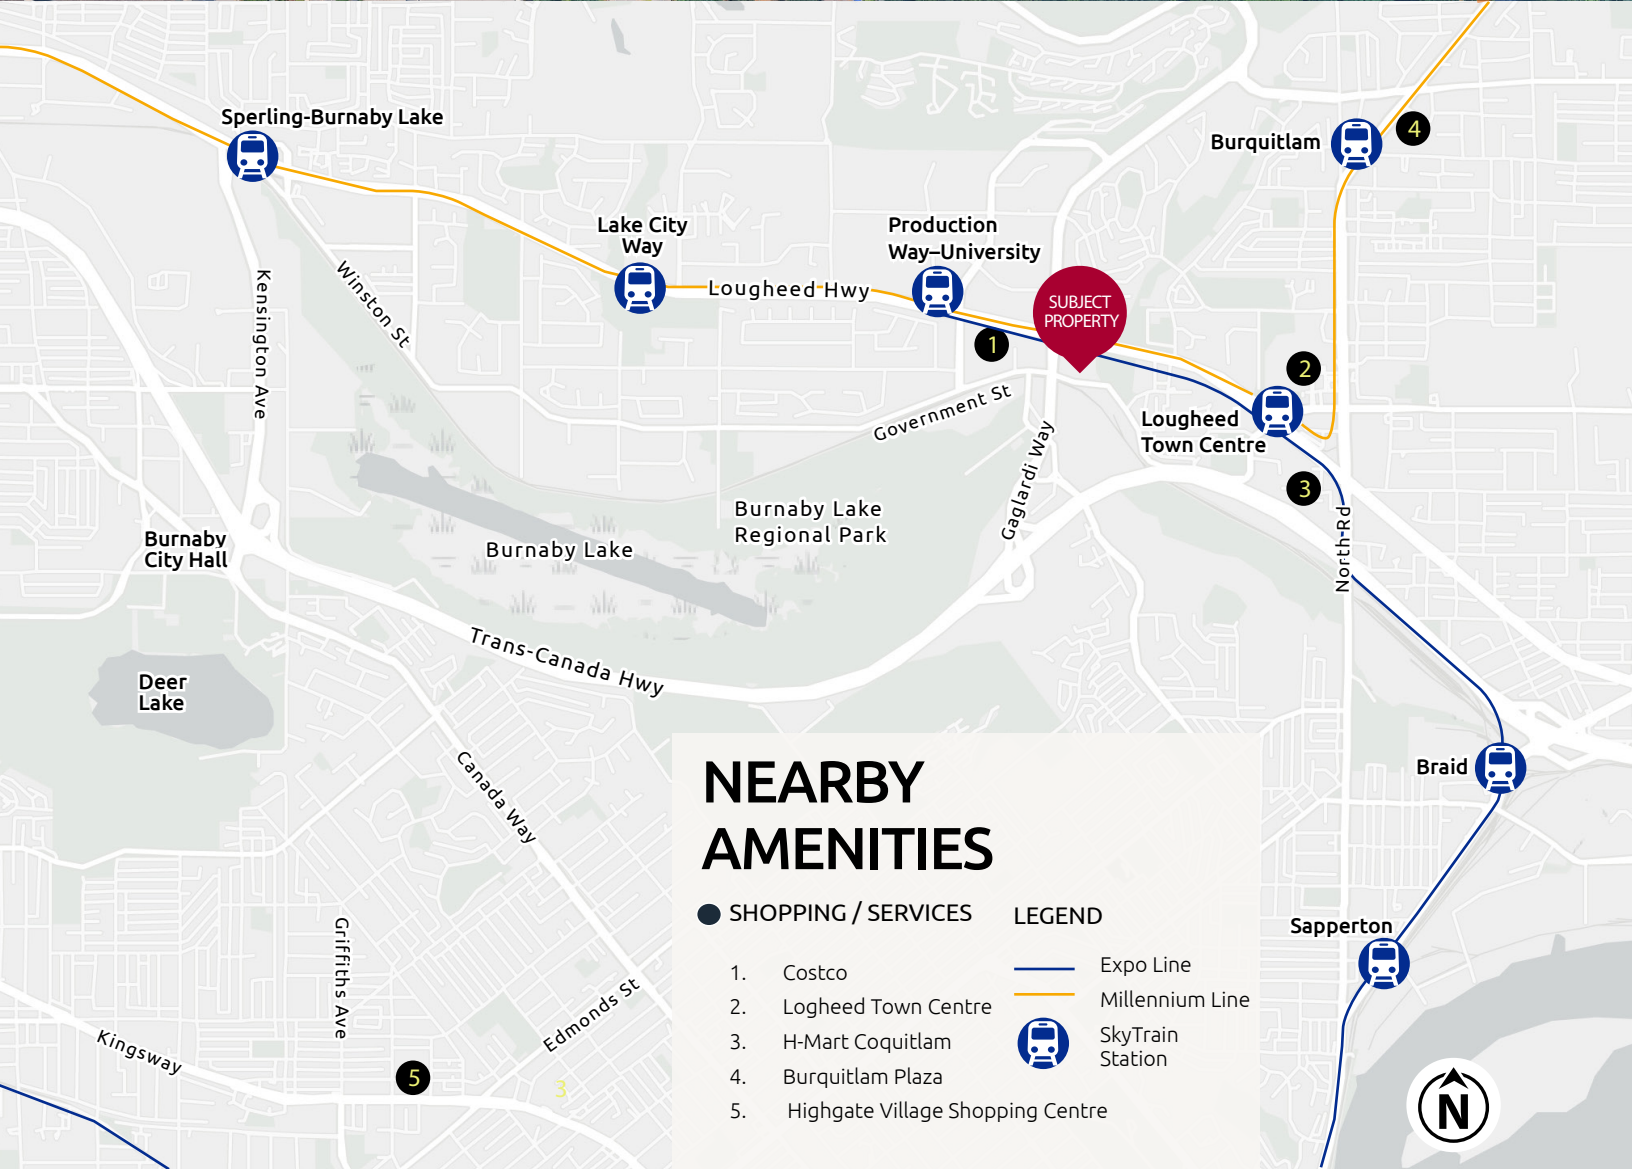 Sperling-Burnaby Lake
Burquitlam
4
Lake City
Way
Production
Way–University
Kensington Ave
Winston St
Lougheed Hwy
SUBJECT
PROPERTY
1
2
Government St
Lougheed
Town Centre
Gaglardi Way
3
North Rd
Burnaby Lake
Regional Park
Burnaby Lake
Burnaby
City Hall
Trans-Canada Hwy
Deer
Lake
Canada Way
Braid
Griffiths Ave
Sapperton
Edmonds St
Kingsway
5
3
NEARBY
AMENITIES
SHOPPING / SERVICES
1. Costco
2. Logheed Town Centre
3. H-Mart Coquitlam
4. Burquitlam Plaza
5. Highgate Village Shopping Centre
LEGEND
Expo Line
Millennium Line
SkyTrain
Station
N